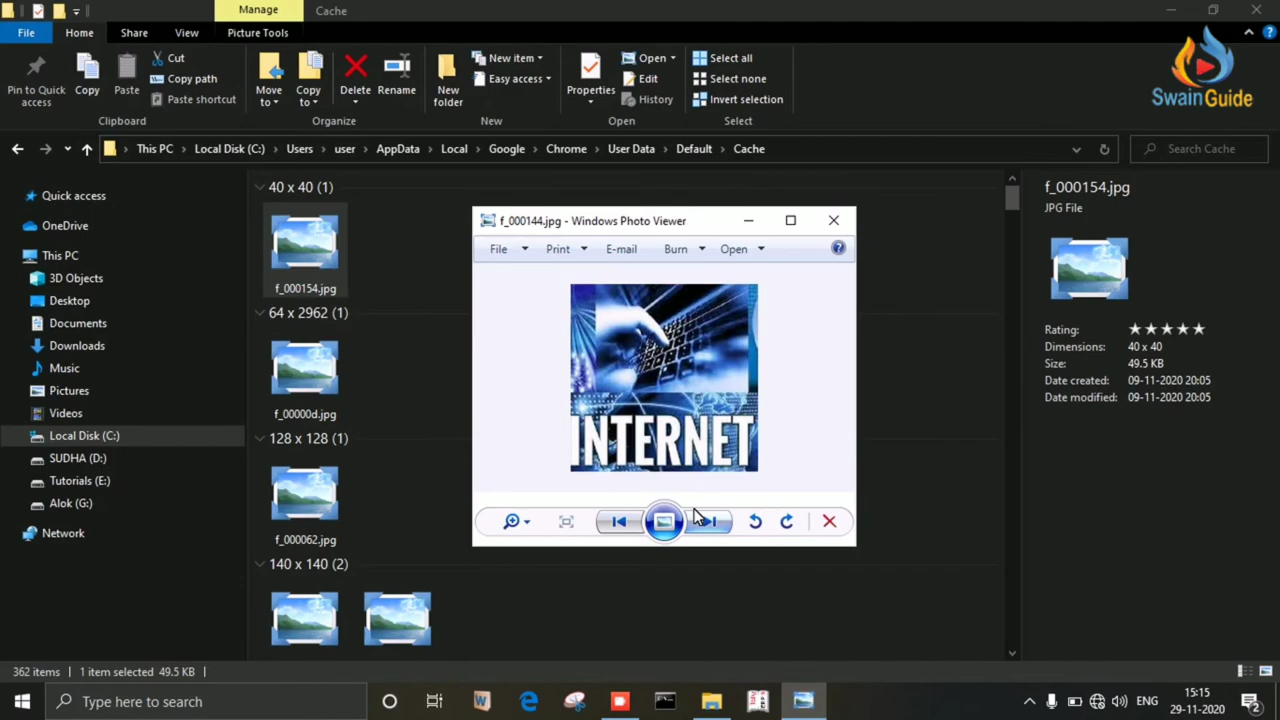 Manage
Cache
File
Home
Share
View
Picture Tools
Pin to Quick access
Copy
Paste
Cut
Copy path
Paste shortcut
Clipboard
Move to
Copy to
Delete
Rename
Organize
New folder
New item
Easy access
New
Properties
Open
Edit
History
Open
Select all
Select none
Invert selection
Select
SwainGuide
This PC > Local Disk (C:) > Users > user > AppData > Local > Google > Chrome > User Data > Default > Cache
Search Cache
Quick access
OneDrive
This PC
3D Objects
Desktop
Documents
Downloads
Music
Pictures
Videos
Local Disk (C:)
SUDHA (D:)
Tutorials (E:)
Alok (G:)
Network
40 x 40 (1)
f_000154.jpg
64 x 2962 (1)
f_00000d.jpg
128 x 128 (1)
f_000062.jpg
140 x 140 (2)
f_000144.jpg - Windows Photo Viewer
File
Print
E-mail
Burn
Open
INTERNET
f_000154.jpg
JPG File
Rating:
Dimensions: 40 x 40
Size: 49.5 KB
Date created: 09-11-2020 20:05
Date modified: 09-11-2020 20:05
362 items
1 item selected 49.5 KB
Type here to search
ENG
15:15
29-11-2020
2